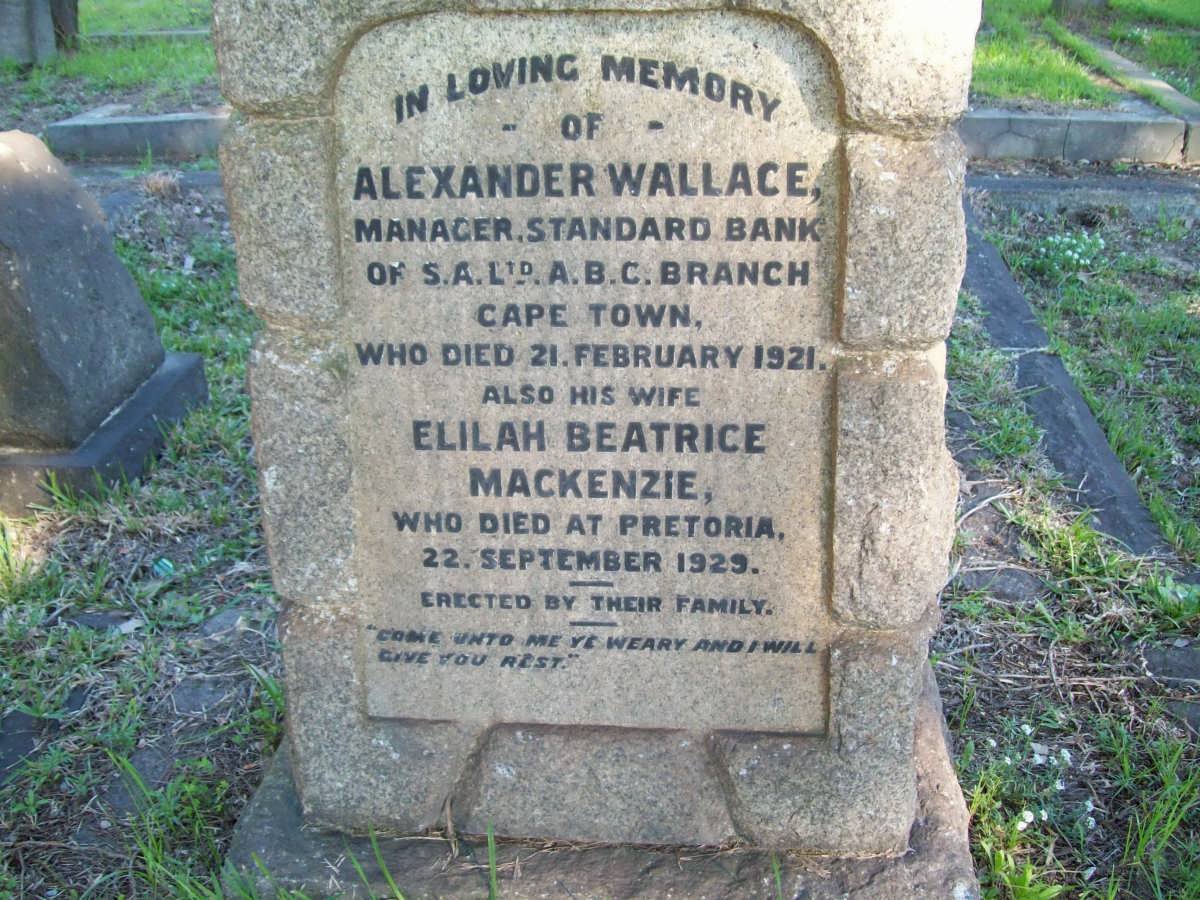 IN LOVING MEMORY
- OF -
ALEXANDER WALLACE,
MANAGER, STANDARD BANK
OF S.A. LTD. A.B.C. BRANCH
CAPE TOWN,
WHO DIED 21. FEBRUARY 1921.
ALSO HIS WIFE
ELILAH BEATRICE
MACKENZIE,
WHO DIED AT PRETORIA,
22. SEPTEMBER 1929.
ERECTED BY THEIR FAMILY.
"COME UNTO ME YE WEARY AND I WILL
GIVE YOU REST."